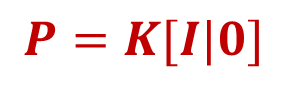 P = K[I|0]